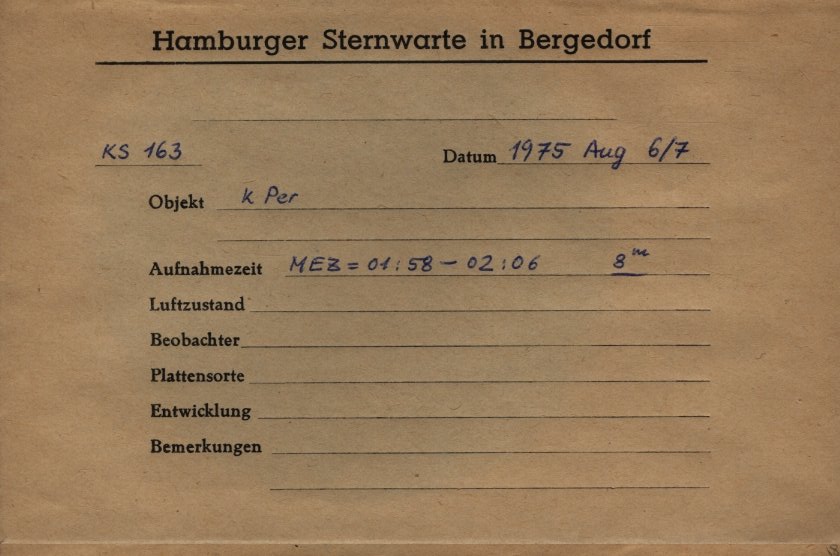 Hamburger Sternwarte in Bergedorf
KS 163 Datum 1975 Aug 6/7
Objekt k Per
Aufnahmezeit MEZ = 01:58 - 02:06 8m
Luftzustand
Beobachter
Plattensorte
Entwicklung
Bemerkungen